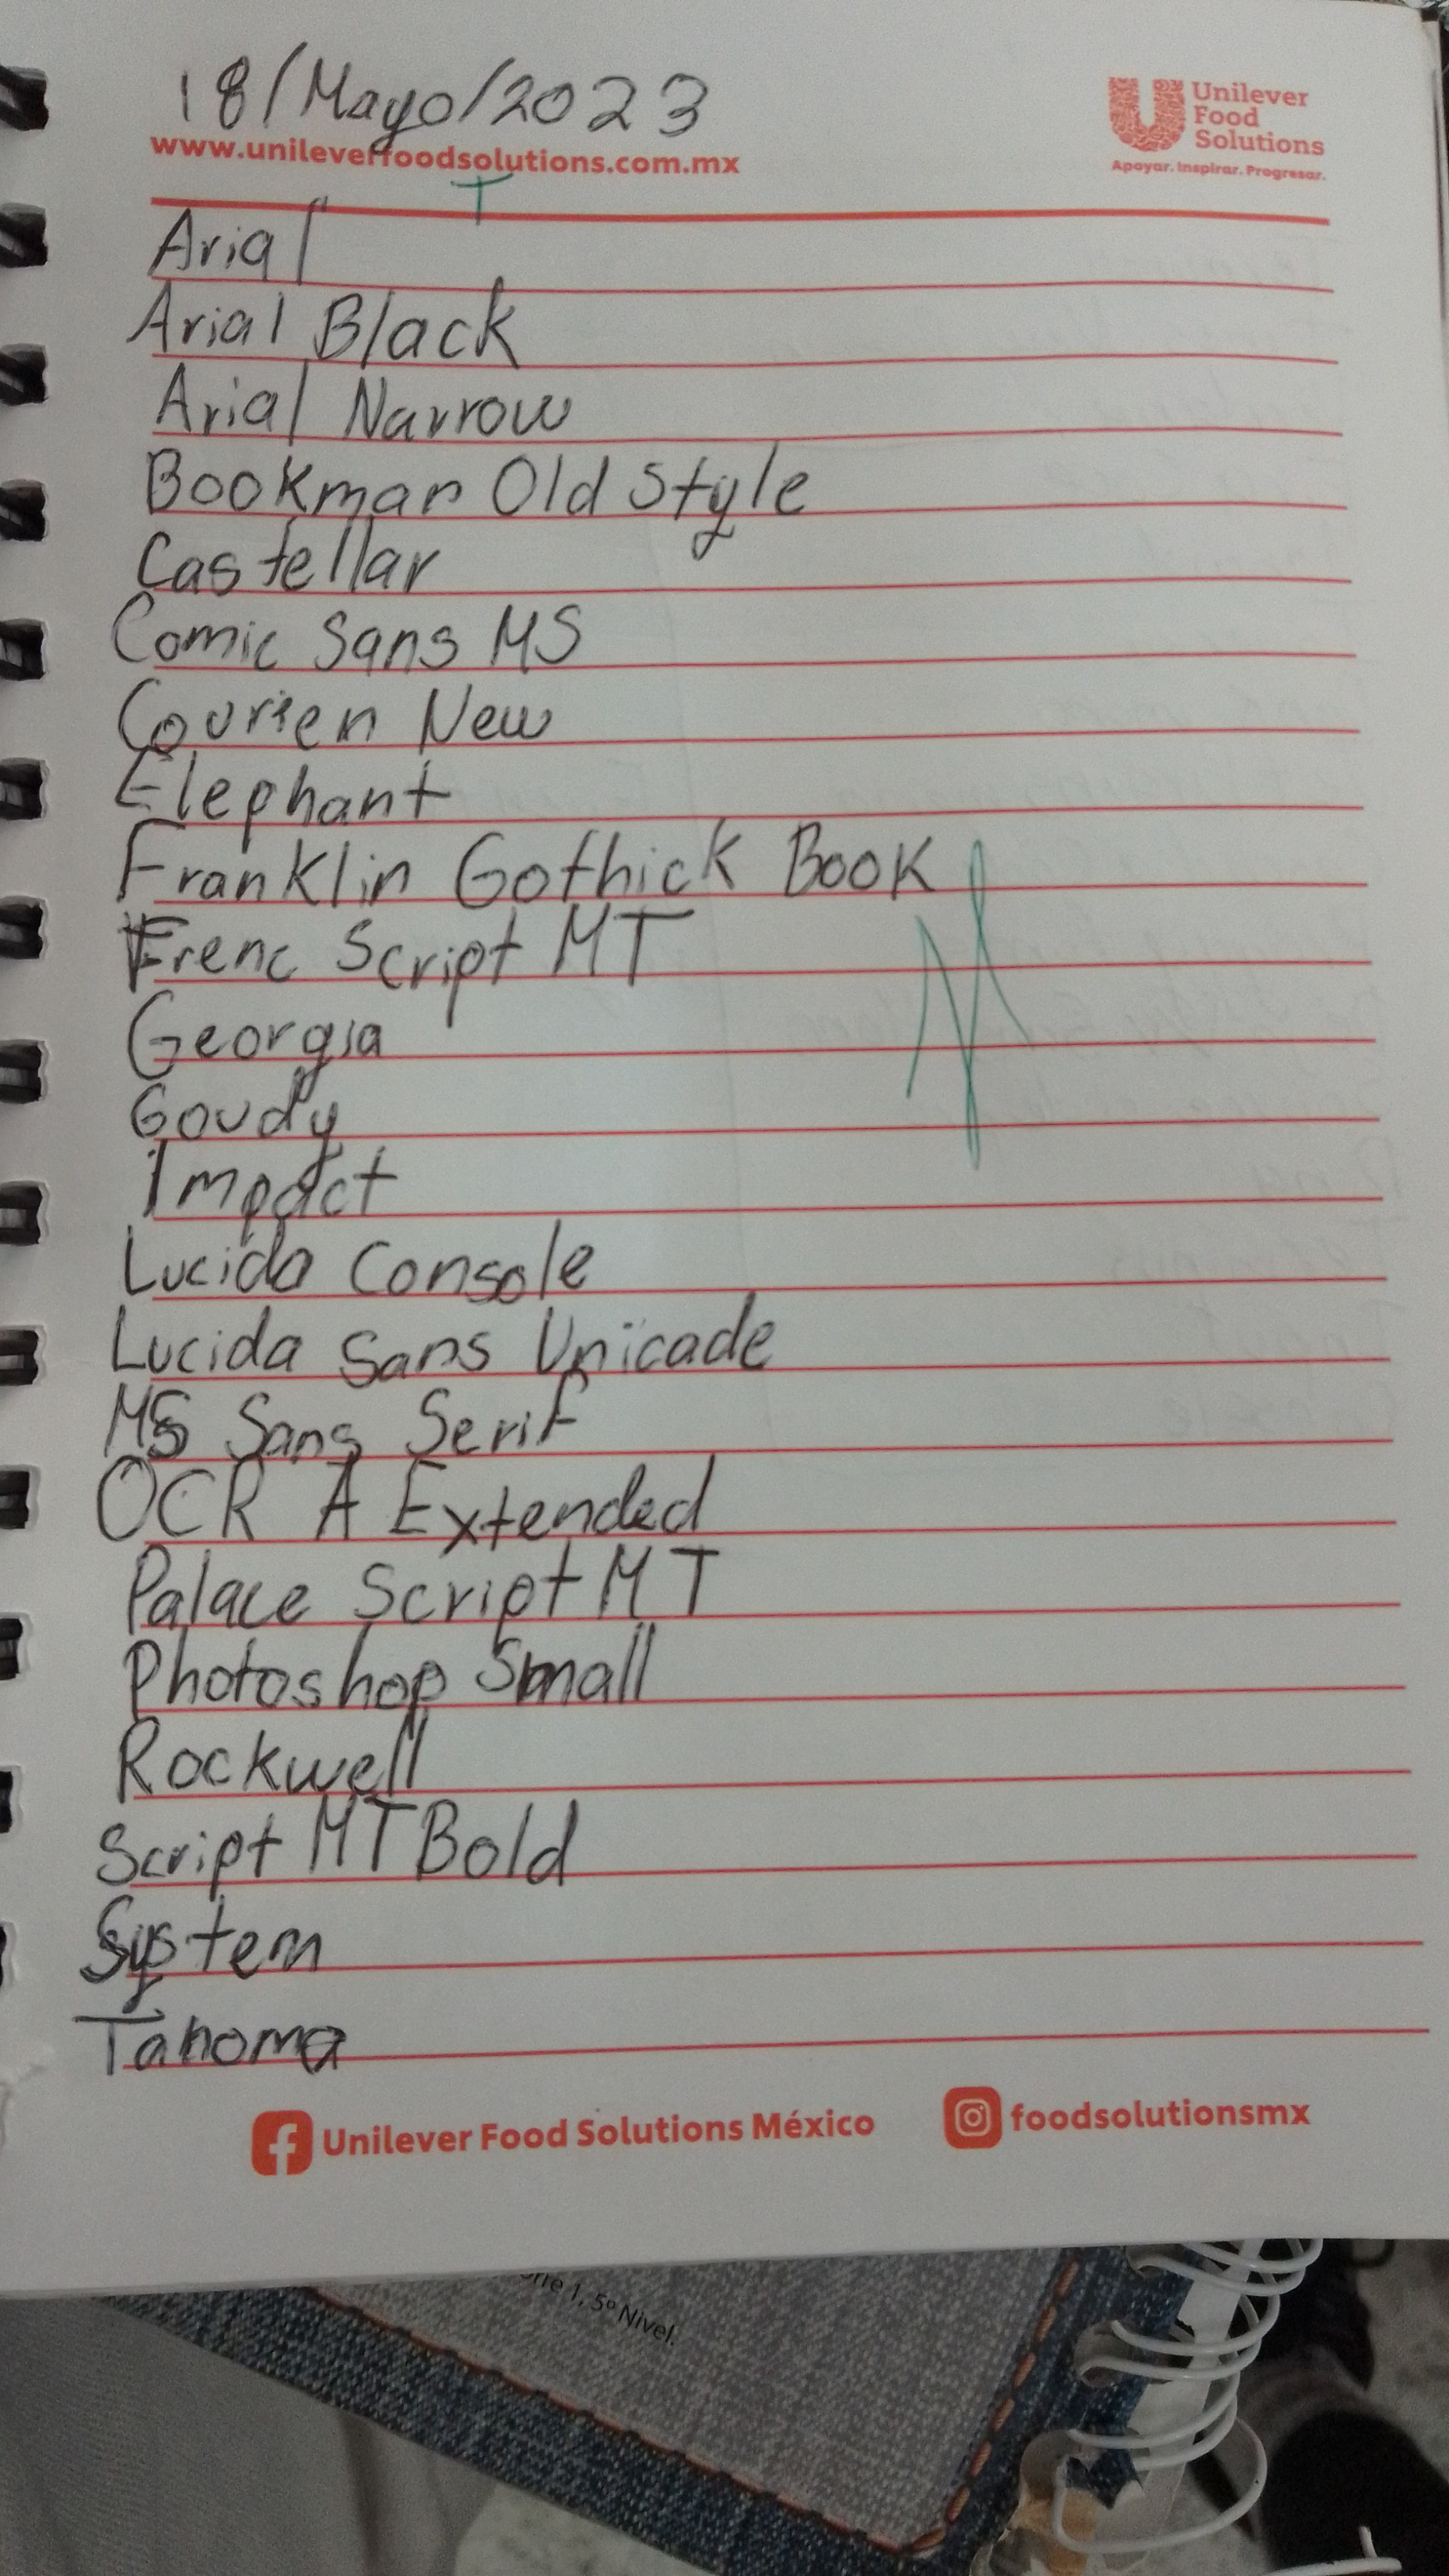 18/Mayo/2023
www.unileverfoodsolutions.com.mx
Unilever
Food
Solutions
Apoyar. Inspirar. Progresar.
T
Arial
Arial Black
Arial Narrow
Bookman Old Style
Castellar
Comic Sans MS
Courien New
Elephant
Franklin Gothick Book
Frenc Script MT
Georgia
Goudy
Impact
Lucida Console
Lucida Sans Unicade
MS Sans Serif
OCR A Extended
Palace Script MT
Photoshop Small
Rockwell
Script MT Bold
System
Tahoma
Unilever Food Solutions México
foodsolutionsmx
1, 5º Nivel.